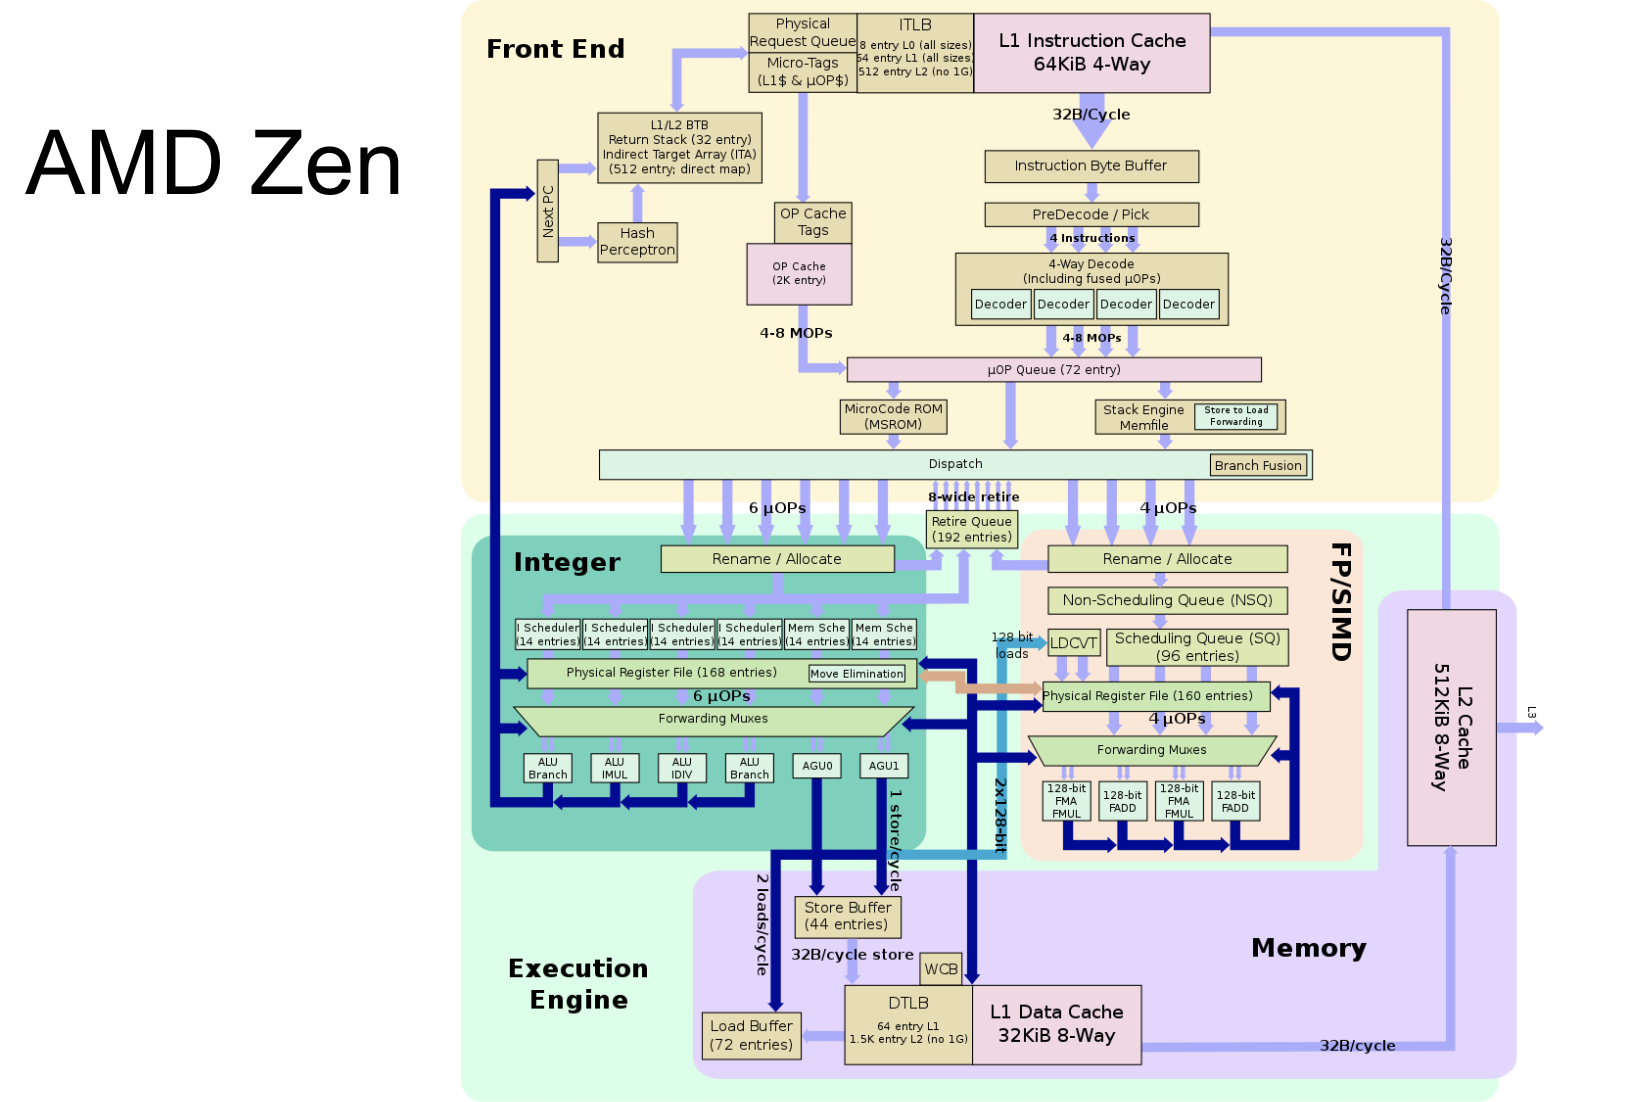 AMD Zen
Front End
Physical
Request Queue
Micro-Tags
(L1$ & µOP$)
ITLB
8 entry L0 (all sizes)
64 entry L1 (all sizes)
512 entry L2 (no 1G)
L1 Instruction Cache
64KiB 4-Way
32B/Cycle
L1/L2 BTB
Return Stack (32 entry)
Indirect Target Array (ITA)
(512 entry; direct map)
Next PC
Hash
Perceptron
Instruction Byte Buffer
PreDecode / Pick
4 Instructions
OP Cache
Tags
OP Cache
(2K entry)
4-Way Decode
(Including fused µOPs)
Decoder
Decoder
Decoder
Decoder
32B/Cycle
4-8 MOPs
4-8 MOPs
µOP Queue (72 entry)
MicroCode ROM
(MSROM)
Stack Engine
Memfile
Store to Load
Forwarding
Dispatch
Branch Fusion
6 µOPs
8-wide retire
4 µOPs
Retire Queue
(192 entries)
Integer
Rename / Allocate
Rename / Allocate
FP/SIMD
Non-Scheduling Queue (NSQ)
I Scheduler
(14 entries)
I Scheduler
(14 entries)
I Scheduler
(14 entries)
I Scheduler
(14 entries)
Mem Sche
(14 entries)
Mem Sche
(14 entries)
128 bit
loads
LDCVT
Scheduling Queue (SQ)
(96 entries)
Physical Register File (168 entries)
Move Elimination
Physical Register File (160 entries)
6 µOPs
4 µOPs
Forwarding Muxes
Forwarding Muxes
ALU
Branch
ALU
IMUL
ALU
IDIV
ALU
Branch
AGU0
AGU1
128-bit
FMA
FMUL
128-bit
FADD
128-bit
FMA
FMUL
128-bit
FADD
L2 Cache
512KiB 8-Way
L3
1 store/cycle
2x128-bit
2 loads/cycle
Store Buffer
(44 entries)
32B/cycle store
WCB
Memory
Execution
Engine
DTLB
64 entry L1
1.5K entry L2 (no 1G)
L1 Data Cache
32KiB 8-Way
Load Buffer
(72 entries)
32B/cycle